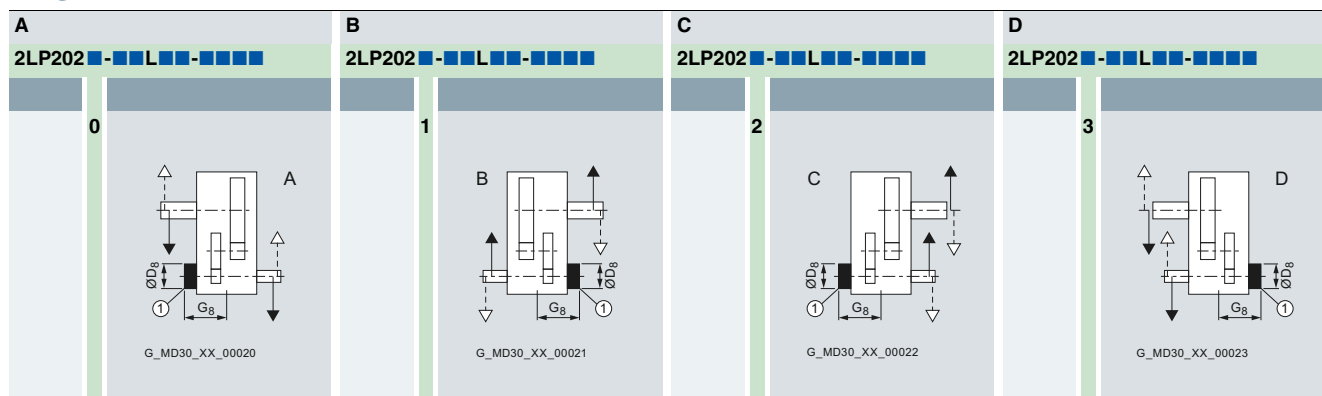 A
B
C
D
2LP202■-■■L■■-■■■■
2LP202■-■■L■■-■■■■
2LP202■-■■L■■-■■■■
2LP202■-■■L■■-■■■■
0
1
2
3
A
ØD8
1
G8
G_MD30_XX_00020
B
ØD8
1
G8
G_MD30_XX_00021
C
ØD8
1
G8
G_MD30_XX_00022
D
ØD8
1
G8
G_MD30_XX_00023